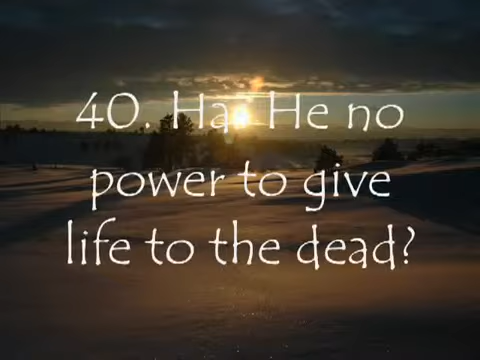 40. Has He no
power to give
life to the dead?